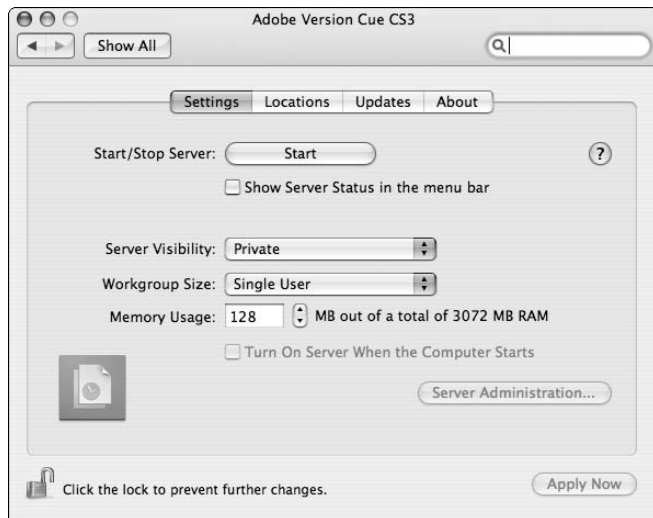 Adobe Version Cue CS3
Show All
Settings Locations Updates About
Start/Stop Server: Start ?
Show Server Status in the menu bar
Server Visibility: Private
Workgroup Size: Single User
Memory Usage: 128 MB out of a total of 3072 MB RAM
Turn On Server When the Computer Starts
Server Administration...
Click the lock to prevent further changes. Apply Now